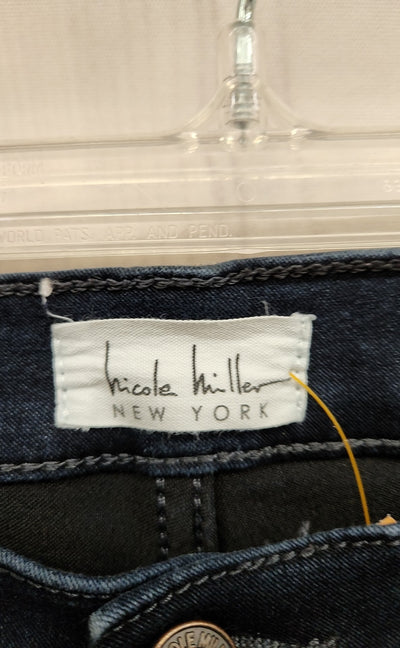 WORLD PATS. APP. AND PEND.
Nicole Miller
NEW YORK